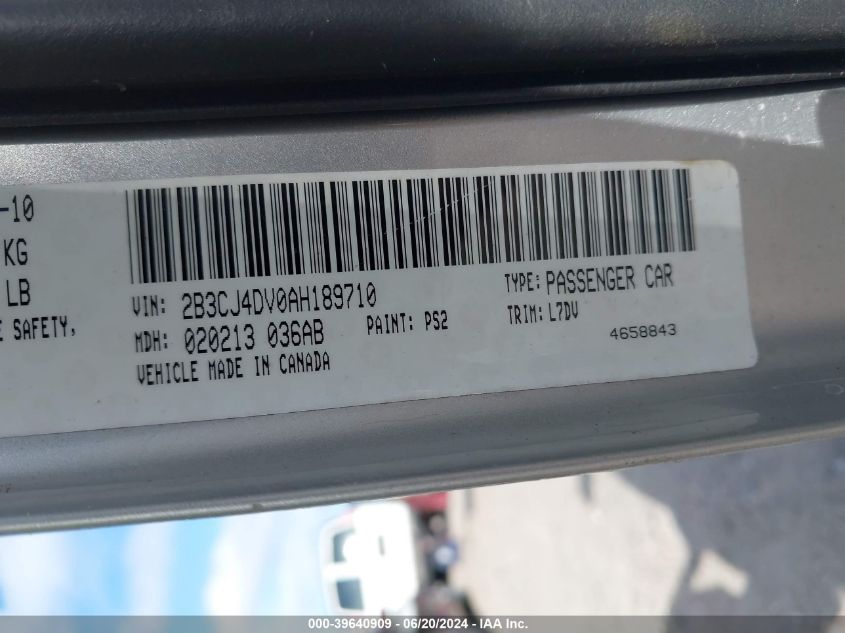 -10
KG
LB
E SAFETY,
VIN: 2B3CJ4DV0AH189710
TYPE: PASSENGER CAR
MDH: 020213 036AB
PAINT: PS2
TRIM: L7DV
VEHICLE MADE IN CANADA
4658843
000-39640909 - 06/20/2024 - IAA Inc.